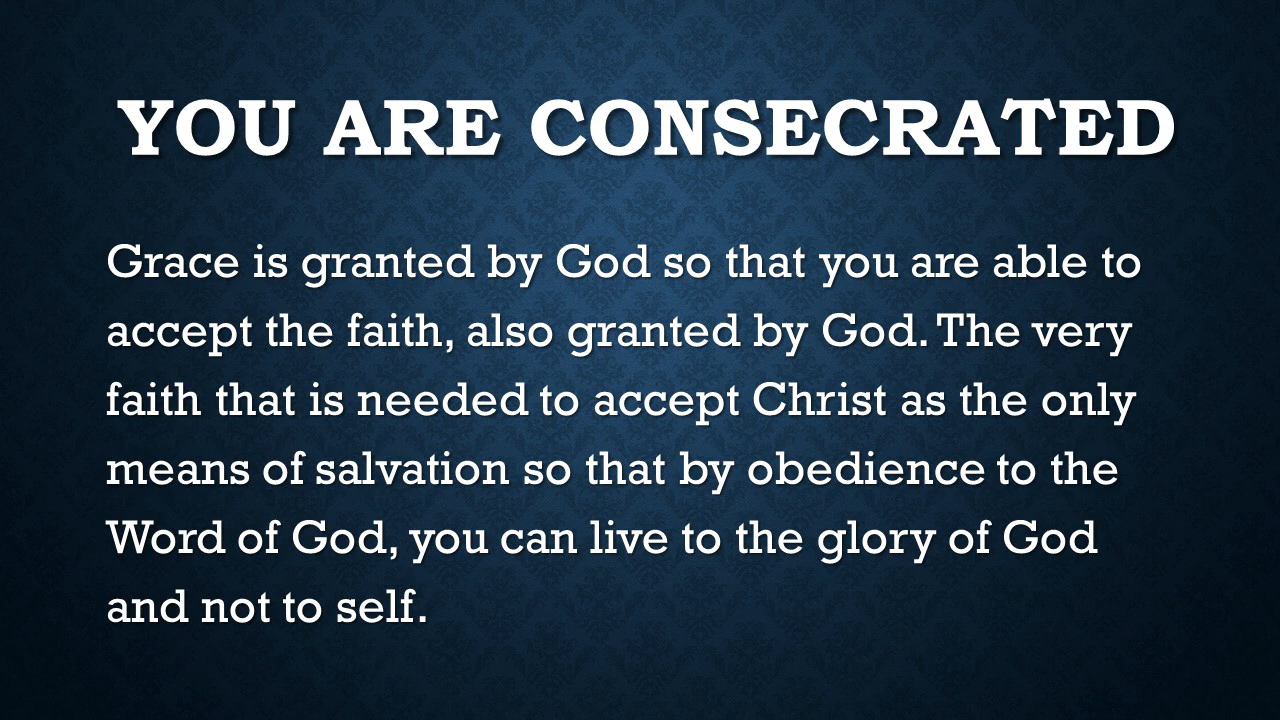 YOU ARE CONSECRATED
Grace is granted by God so that you are able to
accept the faith, also granted by God. The very
faith that is needed to accept Christ as the only
means of salvation so that by obedience to the
Word of God, you can live to the glory of God
and not to self.